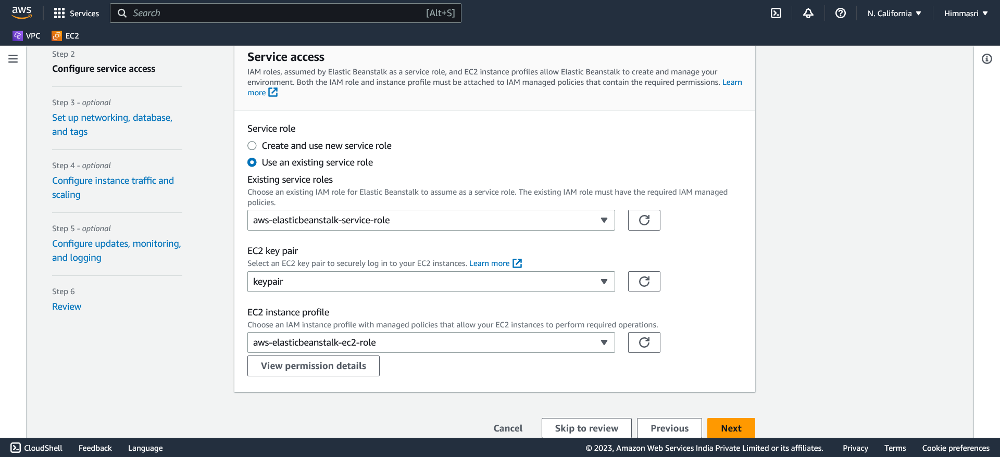 aws
Services
Search
[Alt+S]
N. California
Himmasri
VPC
EC2
Step 2
Configure service access
Step 3 - optional
Set up networking, database,
and tags
Step 4 - optional
Configure instance traffic and
scaling
Step 5 - optional
Configure updates, monitoring,
and logging
Step 6
Review
Service access
IAM roles, assumed by Elastic Beanstalk as a service role, and EC2 instance profiles allow Elastic Beanstalk to create and manage your
environment. Both the IAM role and instance profile must be attached to IAM managed policies that contain the required permissions. Learn
more
Service role
Create and use new service role
Use an existing service role
Existing service roles
Choose an existing IAM role for Elastic Beanstalk to assume as a service role. The existing IAM role must have the required IAM managed
policies.
aws-elasticbeanstalk-service-role
EC2 key pair
Select an EC2 key pair to securely log in to your EC2 instances. Learn more
keypair
EC2 instance profile
Choose an IAM instance profile with managed policies that allow your EC2 instances to perform required operations.
aws-elasticbeanstalk-ec2-role
View permission details
Cancel
Skip to review
Previous
Next
CloudShell
Feedback
Language
© 2023, Amazon Web Services India Private Limited or its affiliates.
Privacy
Terms
Cookie preferences